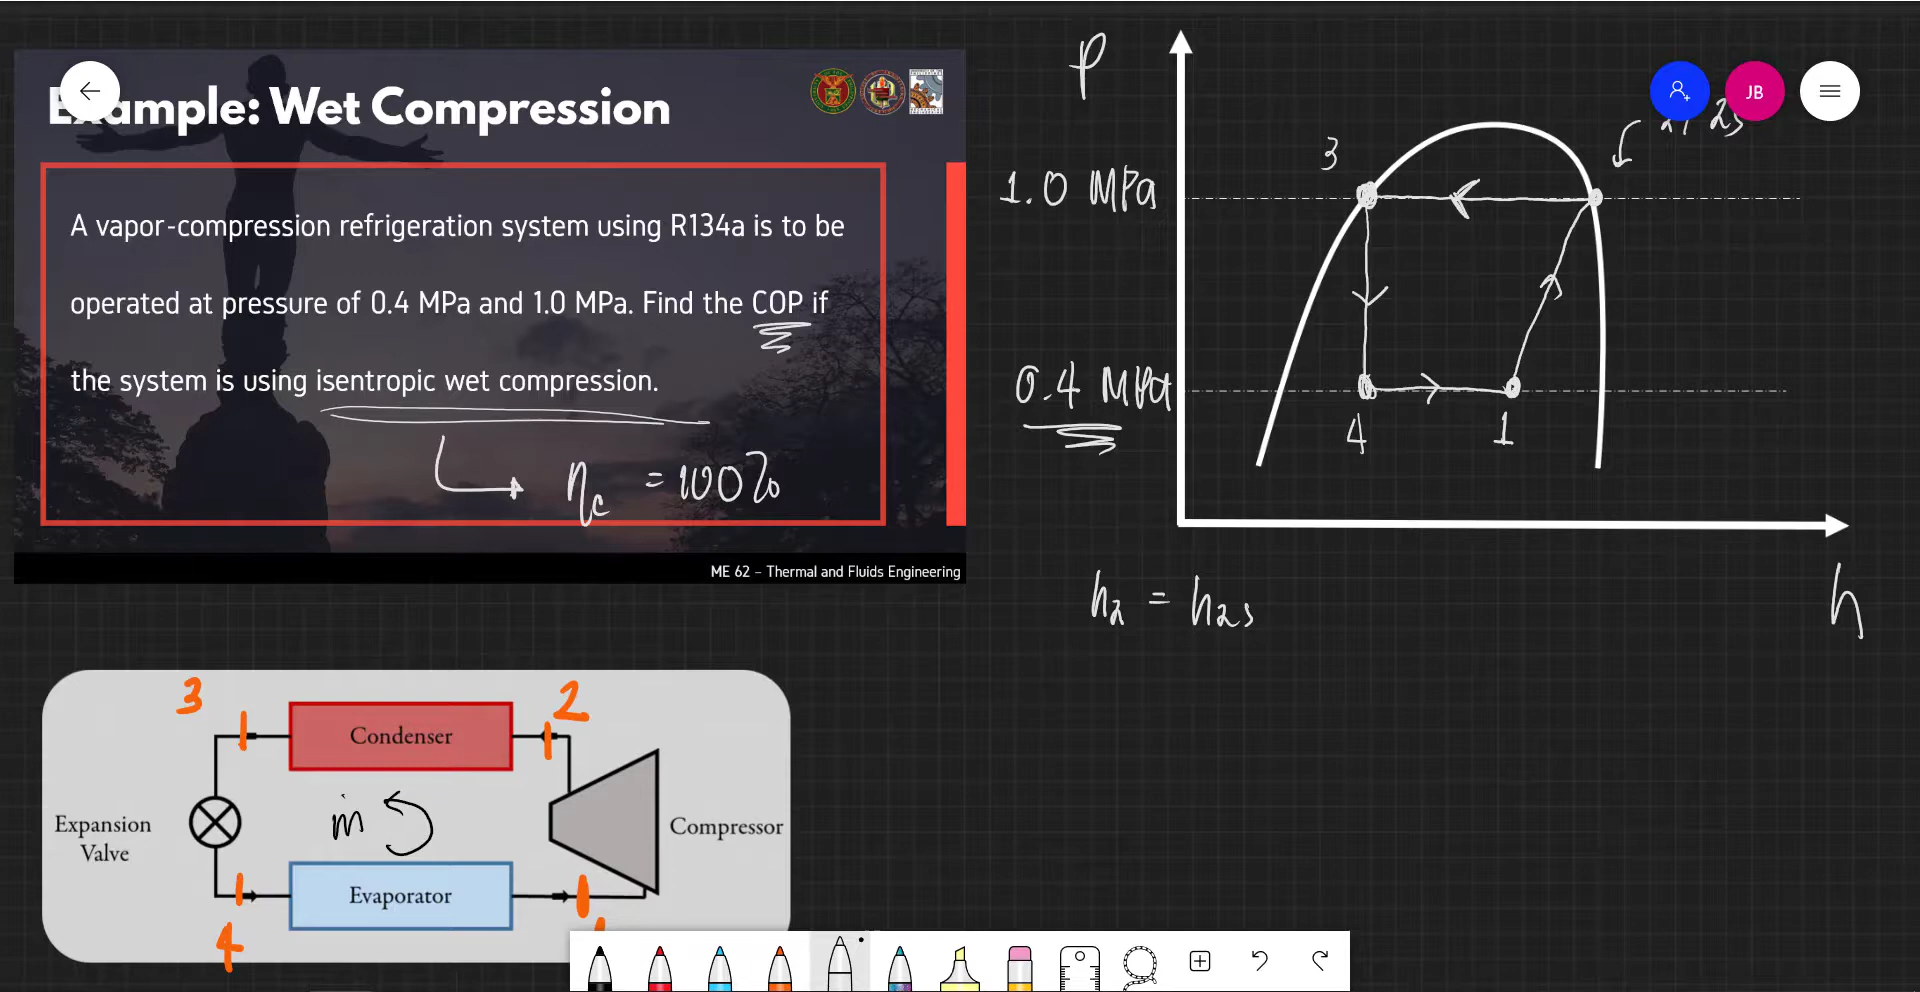 Example: Wet Compression
A vapor-compression refrigeration system using R134a is to be
operated at pressure of 0.4 MPa and 1.0 MPa. Find the COP if
the system is using isentropic wet compression.
ηc = 100%
ME 62 – Thermal and Fluids Engineering
P
JB
2s
3
1.0 MPa
0.4 MPa
4
1
h2 = h2s
h
3
2
Condenser
Expansion
Valve
ṁ
Compressor
Evaporator
4